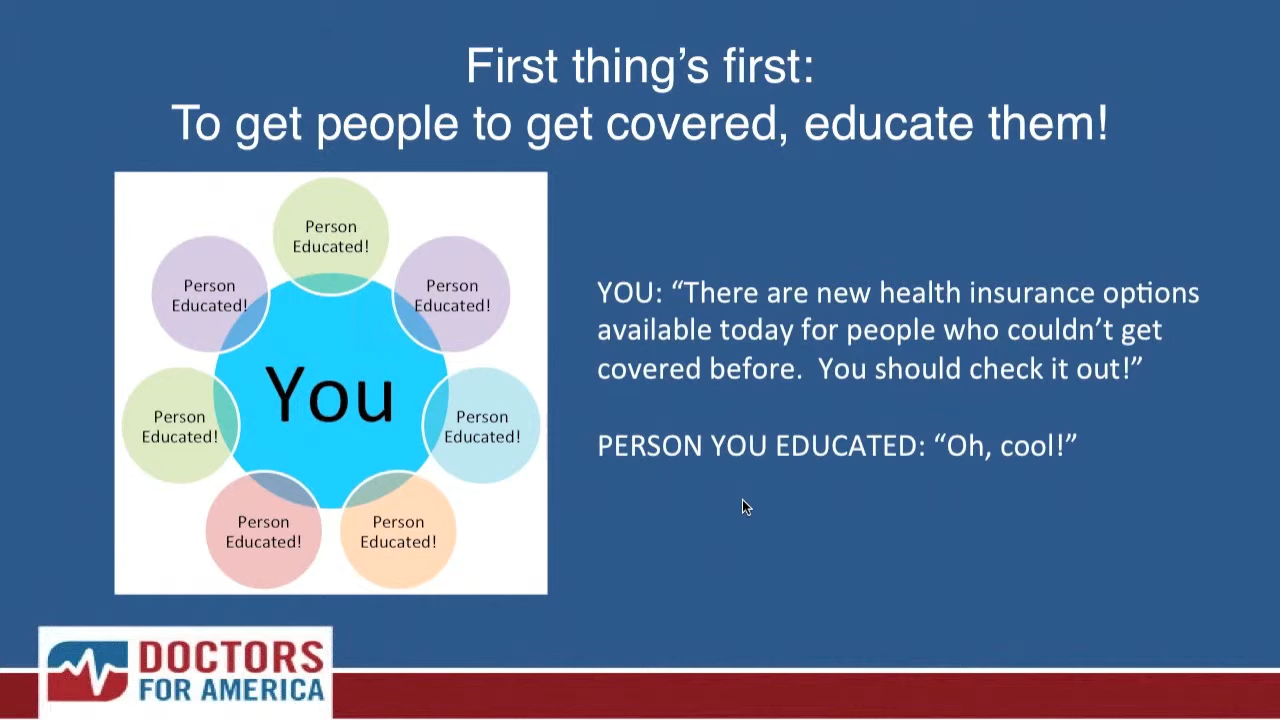 First thing’s first:
To get people to get covered, educate them!
Person
Educated!
Person
Educated!
Person
Educated!
Person
Educated!
You
Person
Educated!
Person
Educated!
Person
Educated!
YOU: “There are new health insurance options
available today for people who couldn’t get
covered before.  You should check it out!”
PERSON YOU EDUCATED: “Oh, cool!”
DOCTORS
FOR AMERICA